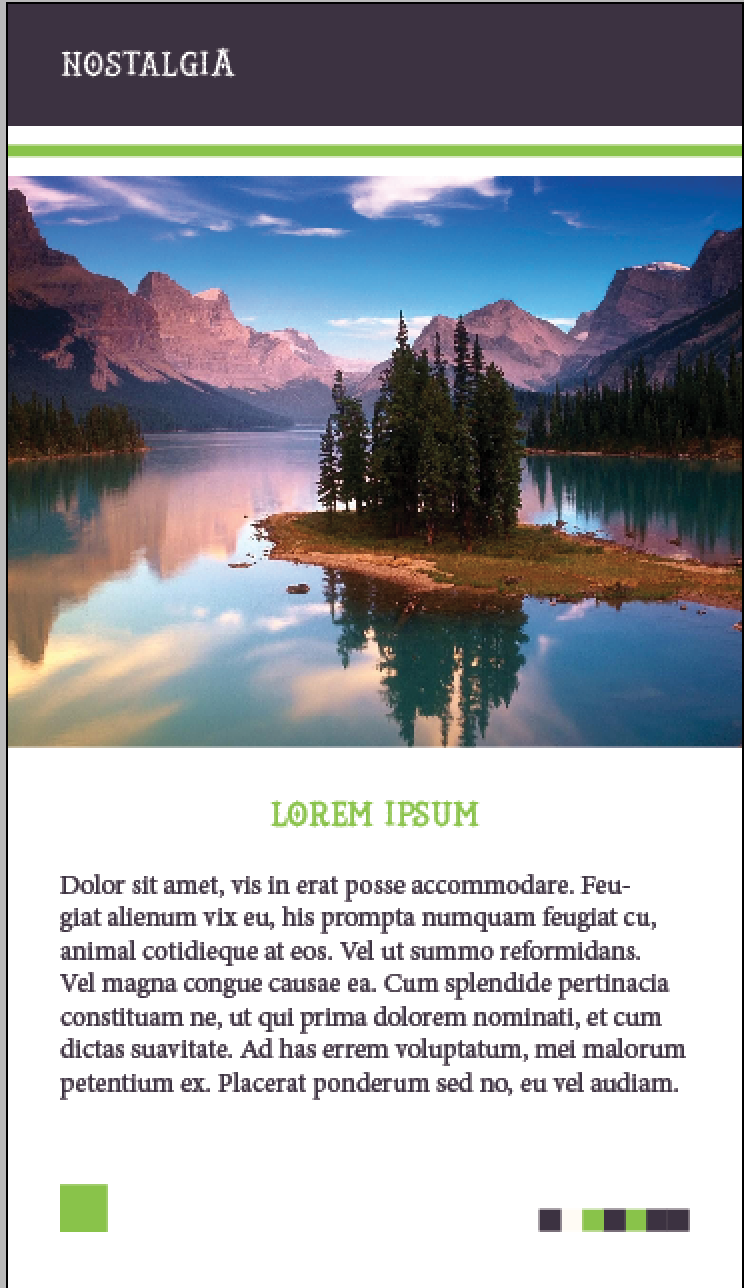 NOSTALGIA
LOREM IPSUM
Dolor sit amet, vis in erat posse accommodare. Feu-
giat alienum vix eu, his prompta numquam feugiat cu,
animal cotidieque at eos. Vel ut summo reformidans.
Vel magna congue causae ea. Cum splendide pertinacia
constituam ne, ut qui prima dolorem nominati, et cum
dictas suavitate. Ad has errem voluptatum, mei malorum
petentium ex. Placerat ponderum sed no, eu vel audiam.